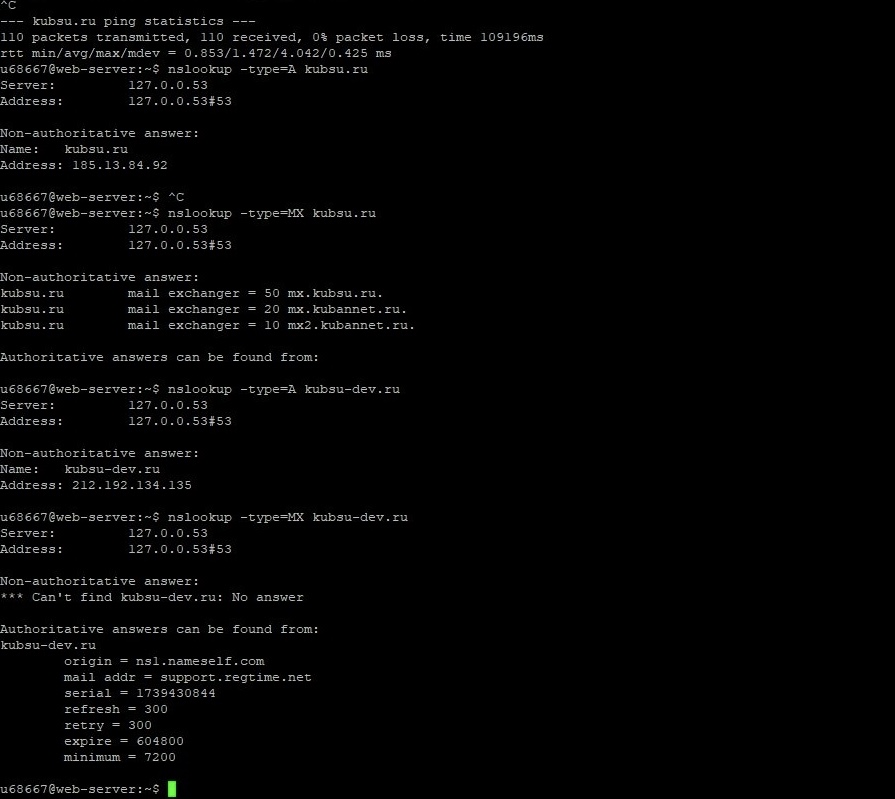 ^C
--- kubsu.ru ping statistics ---
110 packets transmitted, 110 received, 0% packet loss, time 109196ms
rtt min/avg/max/mdev = 0.853/1.472/4.042/0.425 ms
u68667@web-server:~$ nslookup -type=A kubsu.ru
Server:         127.0.0.53
Address:        127.0.0.53#53

Non-authoritative answer:
Name:   kubsu.ru
Address: 185.13.84.92

u68667@web-server:~$ ^C
u68667@web-server:~$ nslookup -type=MX kubsu.ru
Server:         127.0.0.53
Address:        127.0.0.53#53

Non-authoritative answer:
kubsu.ru        mail exchanger = 50 mx.kubsu.ru.
kubsu.ru        mail exchanger = 20 mx.kubannet.ru.
kubsu.ru        mail exchanger = 10 mx2.kubannet.ru.

Authoritative answers can be found from:

u68667@web-server:~$ nslookup -type=A kubsu-dev.ru
Server:         127.0.0.53
Address:        127.0.0.53#53

Non-authoritative answer:
Name:   kubsu-dev.ru
Address: 212.192.134.135

u68667@web-server:~$ nslookup -type=MX kubsu-dev.ru
Server:         127.0.0.53
Address:        127.0.0.53#53

Non-authoritative answer:
*** Can't find kubsu-dev.ru: No answer

Authoritative answers can be found from:
kubsu-dev.ru
        origin = ns1.nameself.com
        mail addr = support.regtime.net
        serial = 1739430844
        refresh = 300
        retry = 300
        expire = 604800
        minimum = 7200

u68667@web-server:~$